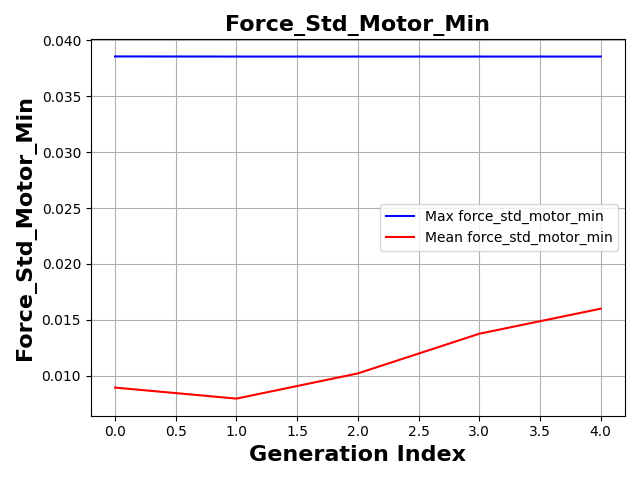 Force_Std_Motor_Min
Force_Std_Motor_Min
0.040
0.035
0.030
0.025
0.020
0.015
0.010
Max force_std_motor_min
Mean force_std_motor_min
0.0 0.5 1.0 1.5 2.0 2.5 3.0 3.5 4.0
Generation Index